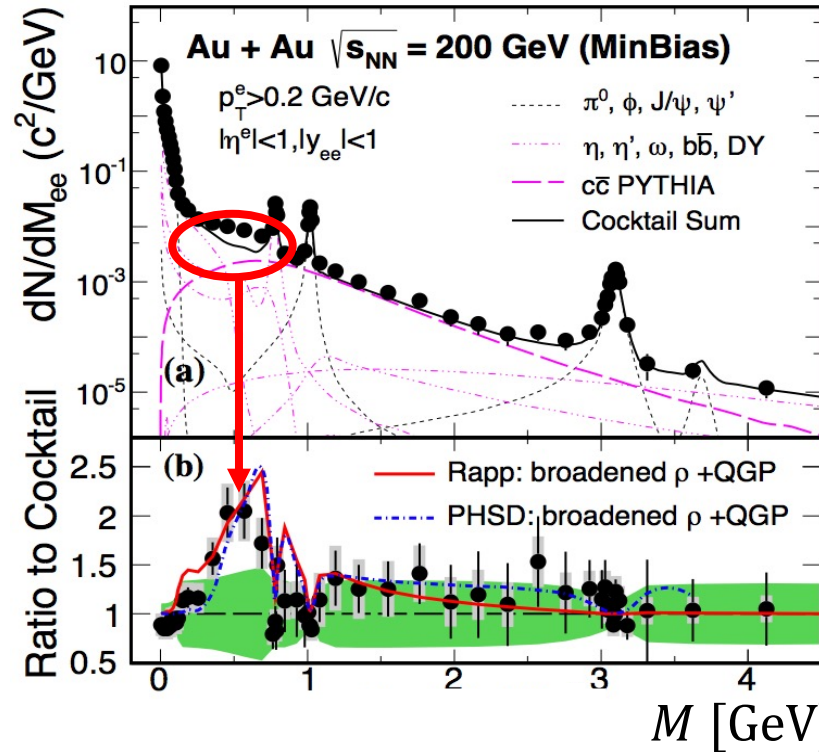 Au + Au √sNN = 200 GeV (MinBias)
10
p_T^e>0.2 GeV/c
|η^e|<1,|y_ee|<1
π⁰, φ, J/ψ, ψ’
η, η’, ω, bb̄, DY
cc̄ PYTHIA
Cocktail Sum
10⁻¹
10⁻³
10⁻⁵
dN/dM_ee (c²/GeV)
(a)
(b)
Rapp: broadened ρ +QGP
PHSD: broadened ρ +QGP
2.5
2
1.5
1
0.5
Ratio to Cocktail
0 1 2 3 4
M [GeV